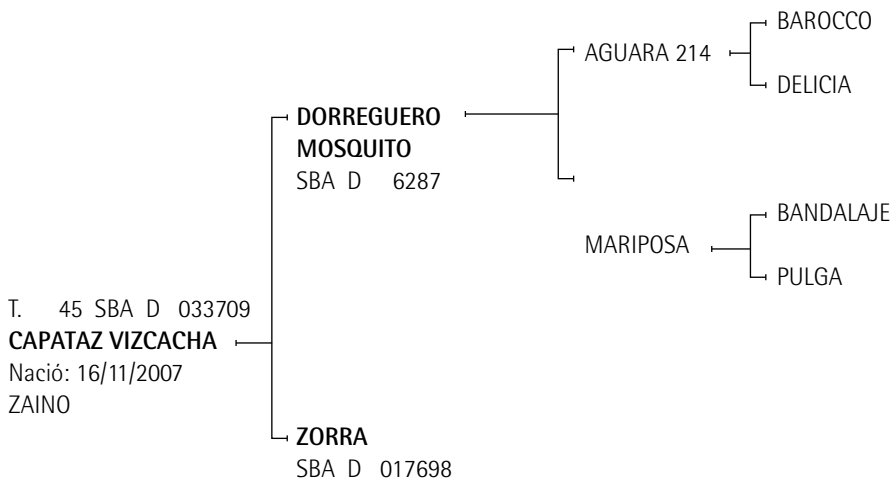 BAROCCO
AGUARA 214
DELICIA
DORREGUERO
MOSQUITO
SBA D 6287
BANDALAJE
MARIPOSA
PULGA
T. 45 SBA D 033709
CAPATAZ VIZCACHA
Nació: 16/11/2007
ZAINO
ZORRA
SBA D 017698